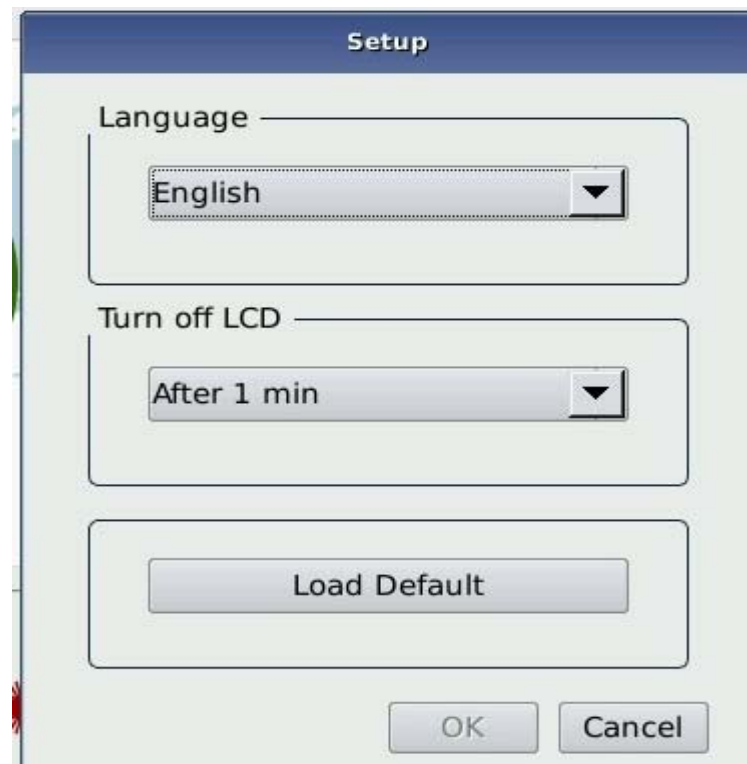 Setup
Language
English
Turn off LCD
After 1 min
Load Default
OK Cancel